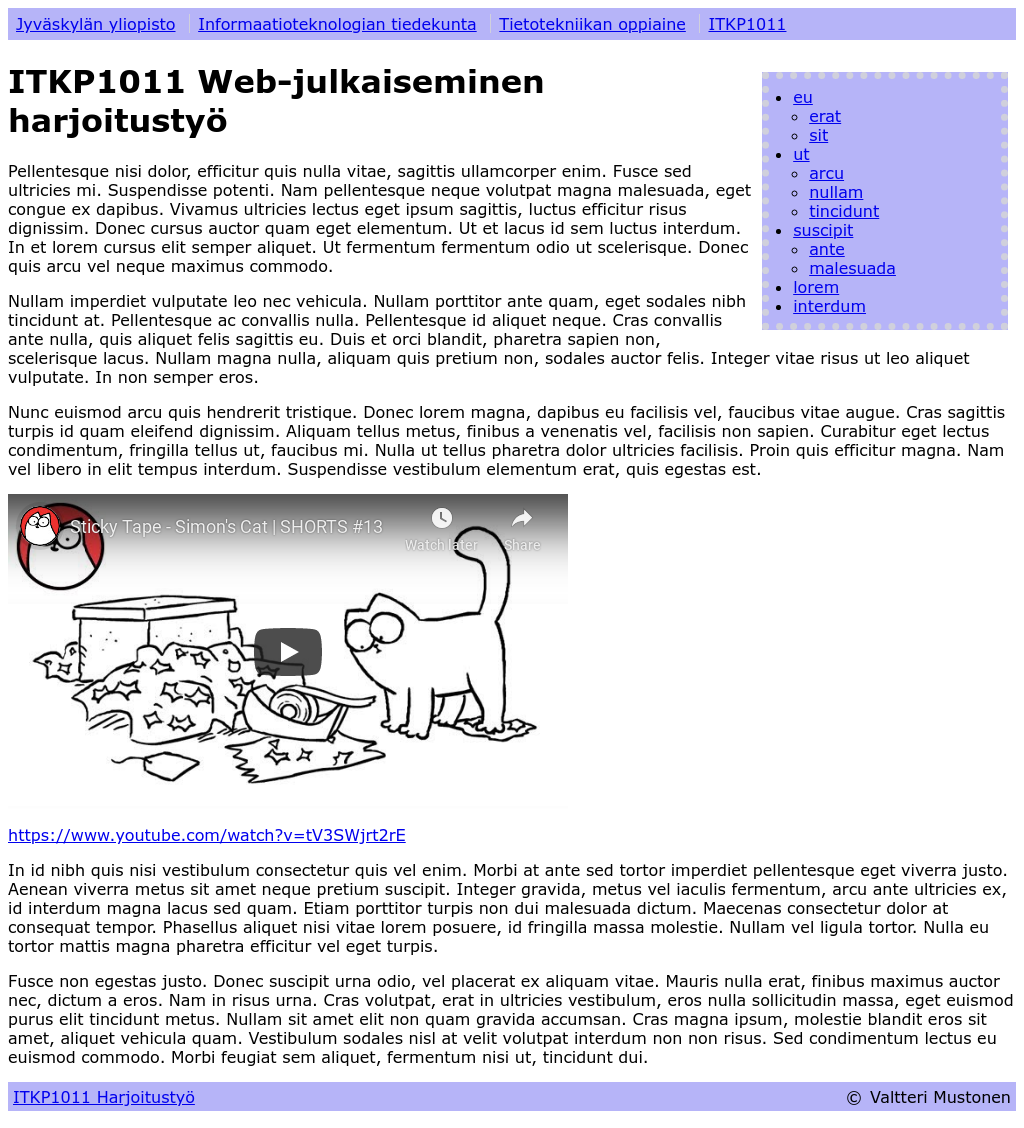 Jyväskylän yliopisto Informaatioteknologian tiedekunta Tietotekniikan oppiaine ITKP1011
ITKP1011 Web-julkaiseminen
harjoitustyö
eu
erat
sit
ut
arcu
nullam
tincidunt
suscipit
ante
malesuada
lorem
interdum
Pellentesque nisi dolor, efficitur quis nulla vitae, sagittis ullamcorper enim. Fusce sed
ultricies mi. Suspendisse potenti. Nam pellentesque neque volutpat magna malesuada, eget
congue ex dapibus. Vivamus ultricies lectus eget ipsum sagittis, luctus efficitur risus
dignissim. Donec cursus auctor quam eget elementum. Ut et lacus id sem luctus interdum.
In et lorem cursus elit semper aliquet. Ut fermentum fermentum odio ut scelerisque. Donec
quis arcu vel neque maximus commodo.
Nullam imperdiet vulputate leo nec vehicula. Nullam porttitor ante quam, eget sodales nibh
tincidunt at. Pellentesque ac convallis nulla. Pellentesque id aliquet neque. Cras convallis
ante nulla, quis aliquet felis sagittis eu. Duis et orci blandit, pharetra sapien non,
scelerisque lacus. Nullam magna nulla, aliquam quis pretium non, sodales auctor felis. Integer vitae risus ut leo aliquet
vulputate. In non semper eros.
Nunc euismod arcu quis hendrerit tristique. Donec lorem magna, dapibus eu facilisis vel, faucibus vitae augue. Cras sagittis
turpis id quam eleifend dignissim. Aliquam tellus metus, finibus a venenatis vel, facilisis non sapien. Curabitur eget lectus
condimentum, fringilla tellus ut, faucibus mi. Nulla ut tellus pharetra dolor ultricies facilisis. Proin quis efficitur magna. Nam
vel libero in elit tempus interdum. Suspendisse vestibulum elementum erat, quis egestas est.
Sticky Tape - Simon's Cat | SHORTS #13
Watch later Share
https://www.youtube.com/watch?v=tV3SWjrt2rE
In id nibh quis nisi vestibulum consectetur quis vel enim. Morbi at ante sed tortor imperdiet pellentesque eget viverra justo.
Aenean viverra metus sit amet neque pretium suscipit. Integer gravida, metus vel iaculis fermentum, arcu ante ultricies ex,
id interdum magna lacus sed quam. Etiam porttitor turpis non dui malesuada dictum. Maecenas consectetur dolor at
consequat tempor. Phasellus aliquet nisi vitae lorem posuere, id fringilla massa molestie. Nullam vel ligula tortor. Nulla eu
tortor mattis magna pharetra efficitur vel eget turpis.
Fusce non egestas justo. Donec suscipit urna odio, vel placerat ex aliquam vitae. Mauris nulla erat, finibus maximus auctor
nec, dictum a eros. Nam in risus urna. Cras volutpat, erat in ultricies vestibulum, eros nulla sollicitudin massa, eget euismod
purus elit tincidunt metus. Nullam sit amet elit non quam gravida accumsan. Cras magna ipsum, molestie blandit eros sit
amet, aliquet vehicula quam. Vestibulum sodales nisl at velit volutpat interdum non non risus. Sed condimentum lectus eu
euismod commodo. Morbi feugiat sem aliquet, fermentum nisi ut, tincidunt dui.
ITKP1011 Harjoitustyö © Valtteri Mustonen